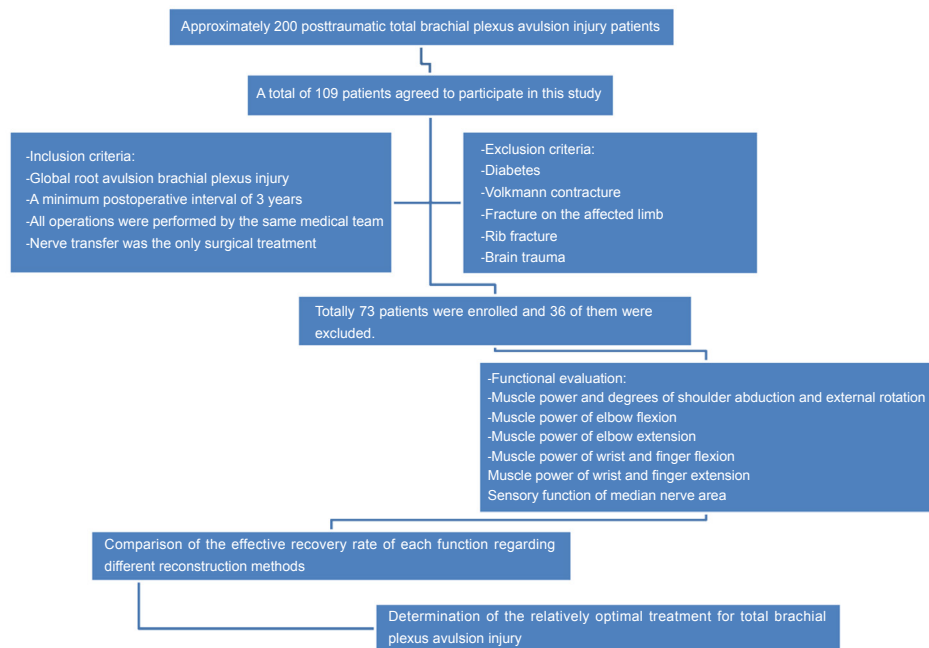 Approximately 200 posttraumatic total brachial plexus avulsion injury patients
A total of 109 patients agreed to participate in this study
-Inclusion criteria:
-Global root avulsion brachial plexus injury
-A minimum postoperative interval of 3 years
-All operations were performed by the same medical team
-Nerve transfer was the only surgical treatment
-Exclusion criteria:
-Diabetes
-Volkmann contracture
-Fracture on the affected limb
-Rib fracture
-Brain trauma
Totally 73 patients were enrolled and 36 of them were
excluded.
-Functional evaluation:
-Muscle power and degrees of shoulder abduction and external rotation
-Muscle power of elbow flexion
-Muscle power of elbow extension
-Muscle power of wrist and finger flexion
Muscle power of wrist and finger extension
Sensory function of median nerve area
Comparison of the effective recovery rate of each function regarding
different reconstruction methods
Determination of the relatively optimal treatment for total brachial
plexus avulsion injury